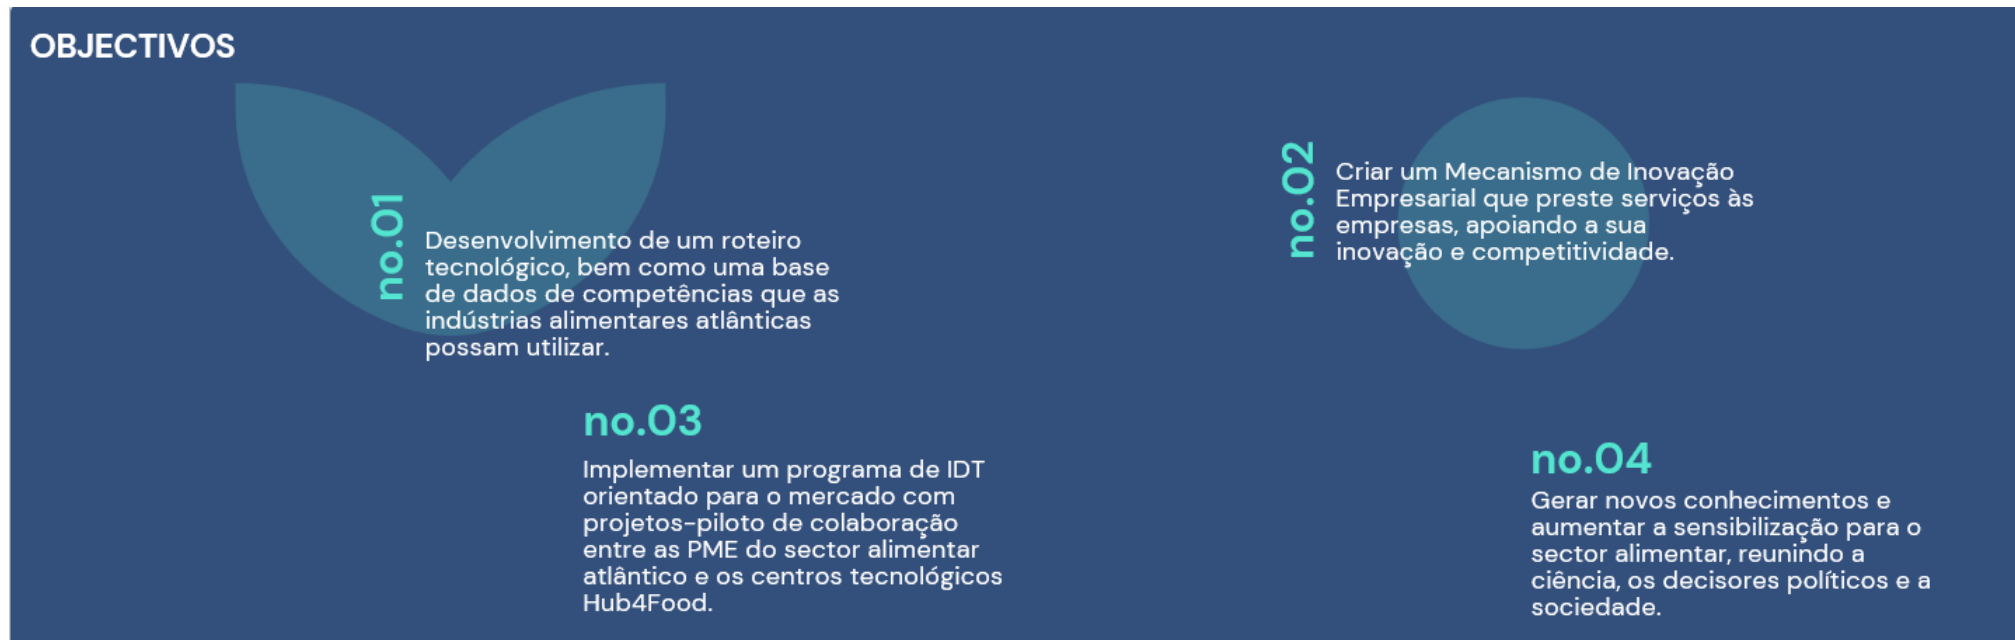 OBJECTIVOS
no.01
Desenvolvimento de um roteiro
tecnológico, bem como uma base
de dados de competências que as
indústrias alimentares atlânticas
possam utilizar.
no.02
Criar um Mecanismo de Inovação
Empresarial que preste serviços às
empresas, apoiando a sua
inovação e competitividade.
no.03
Implementar um programa de IDT
orientado para o mercado com
projetos-piloto de colaboração
entre as PME do sector alimentar
atlântico e os centros tecnológicos
Hub4Food.
no.04
Gerar novos conhecimentos e
aumentar a sensibilização para o
sector alimentar, reunindo a
ciência, os decisores políticos e a
sociedade.